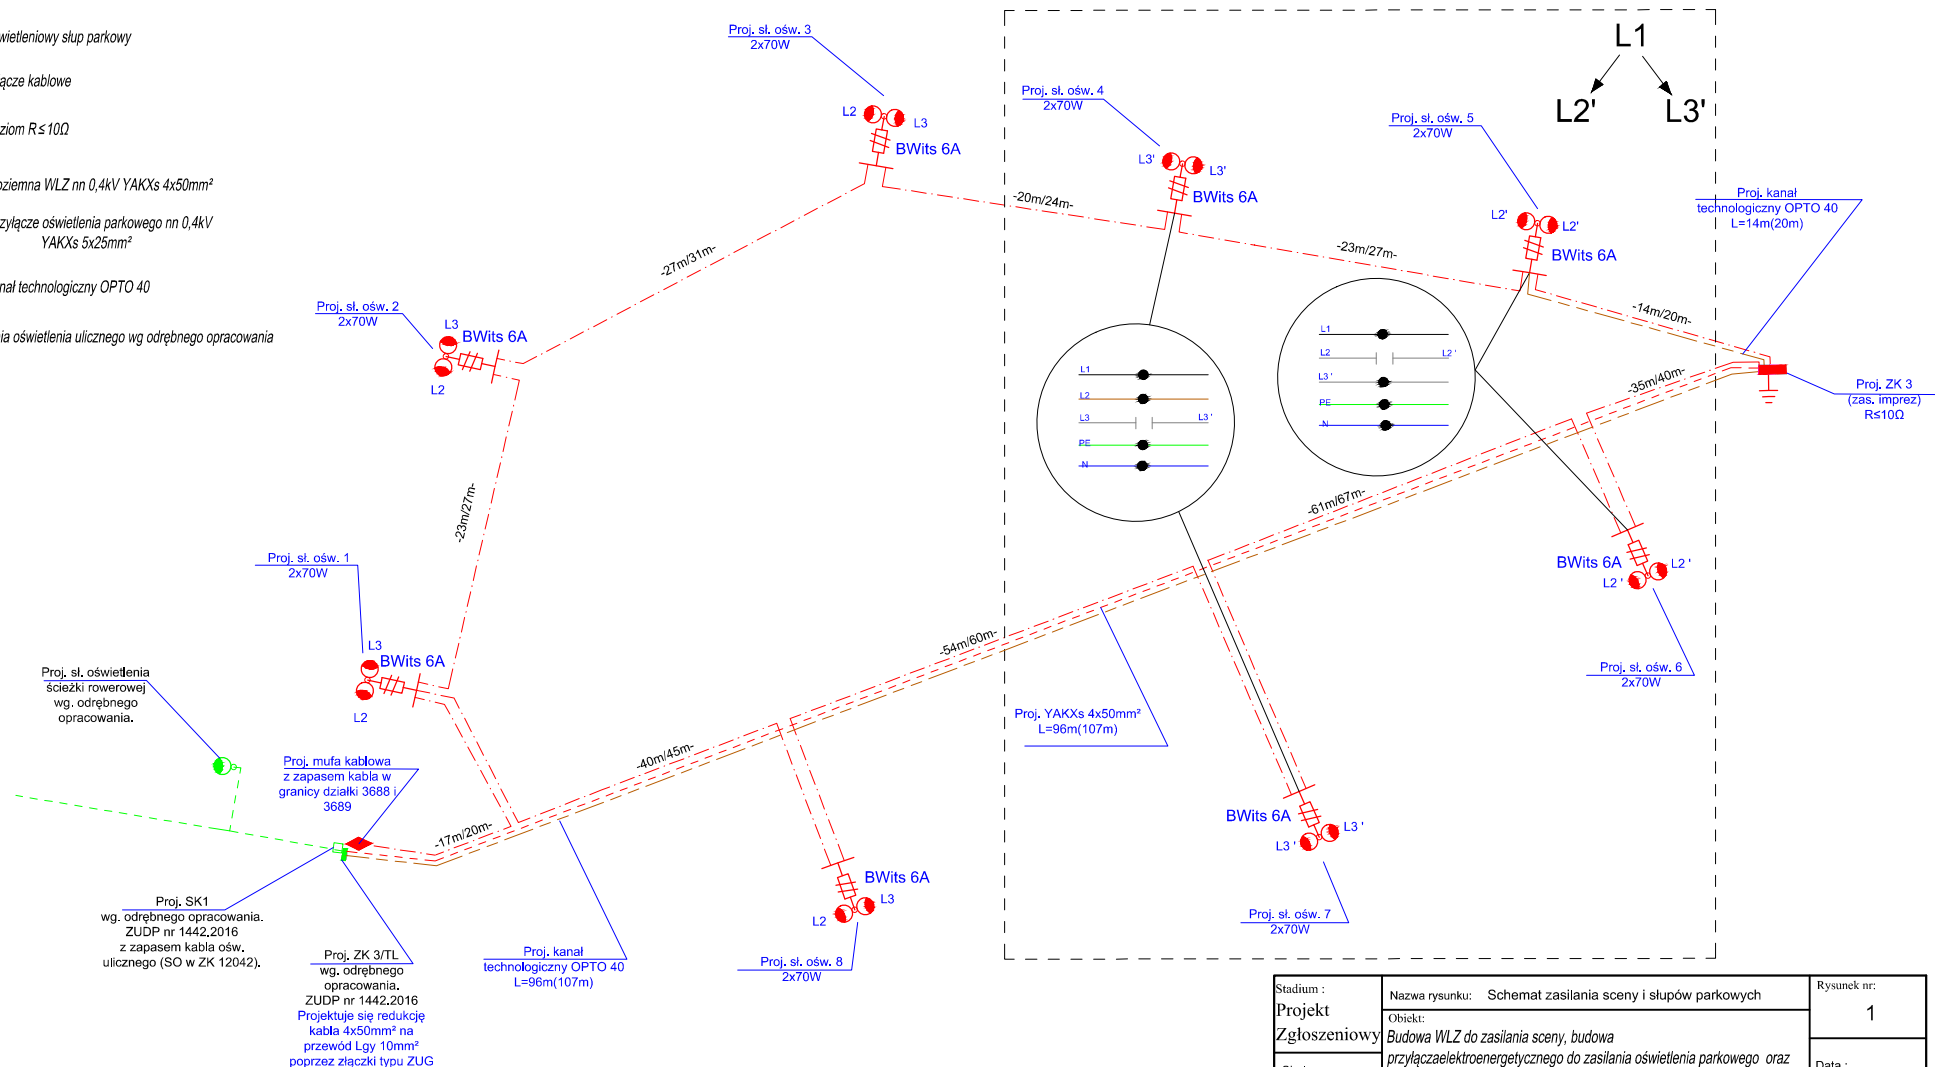 wietleniowy słup parkowy
ącze kablowe
ziom R≤10Ω
oziemna WLZ nn 0,4kV YAKXs 4x50mm²
zyłącze oświetlenia parkowego nn 0,4kV
YAKXs 5x25mm²
nał technologiczny OPTO 40
ia oświetlenia ulicznego wg odrębnego opracowania
Proj. sł. ośw. 3
2x70W
L2
L3
BWits 6A
Proj. sł. ośw. 4
2x70W
L3'
L3'
BWits 6A
Proj. sł. ośw. 5
2x70W
L2'
L2'
BWits 6A
L1
L2'
L3'
Proj. kanał
technologiczny OPTO 40
L=14m(20m)
-20m/24m-
-23m/27m-
-14m/20m-
-27m/31m-
Proj. sł. ośw. 2
2x70W
L3
BWits 6A
L2
L1
L2
L3
L3 '
PE
N
L1
L2
L2 '
L3 '
PE
N
-35m/40m-
Proj. ZK 3
(zas. imprez)
R≤10Ω
-61m/67m-
-23m/27m-
Proj. sł. ośw. 1
2x70W
L3
BWits 6A
L2
BWits 6A
L2 '
L2 '
Proj. sł. ośw. 6
2x70W
-54m/60m-
Proj. YAKXs 4x50mm²
L=96m(107m)
Proj. sł. oświetlenia
ścieżki rowerowej
wg. odrębnego
opracowania.
Proj. mufa kablowa
z zapasem kabla w
granicy działki 3688 i
3689
-40m/45m-
-17m/20m-
BWits 6A
L3 '
L3 '
Proj. sł. ośw. 7
2x70W
BWits 6A
L2
L3
Proj. sł. ośw. 8
2x70W
Proj. SK1
wg. odrębnego opracowania.
ZUDP nr 1442.2016
z zapasem kabla ośw.
ulicznego (SO w ZK 12042).
Proj. ZK 3/TL
wg. odrębnego
opracowania.
ZUDP nr 1442.2016
Projektuje się redukcję
kabla 4x50mm² na
przewód Lgy 10mm²
poprzez złączki typu ZUG
Proj. kanał
technologiczny OPTO 40
L=96m(107m)
Stadium :
Projekt
Zgłoszeniowy
Nazwa rysunku: Schemat zasilania sceny i słupów parkowych
Obiekt:
Budowa WLZ do zasilania sceny, budowa
przyłączaelektroenergetycznego do zasilania oświetlenia parkowego oraz
Rysunek nr:
1
Data :